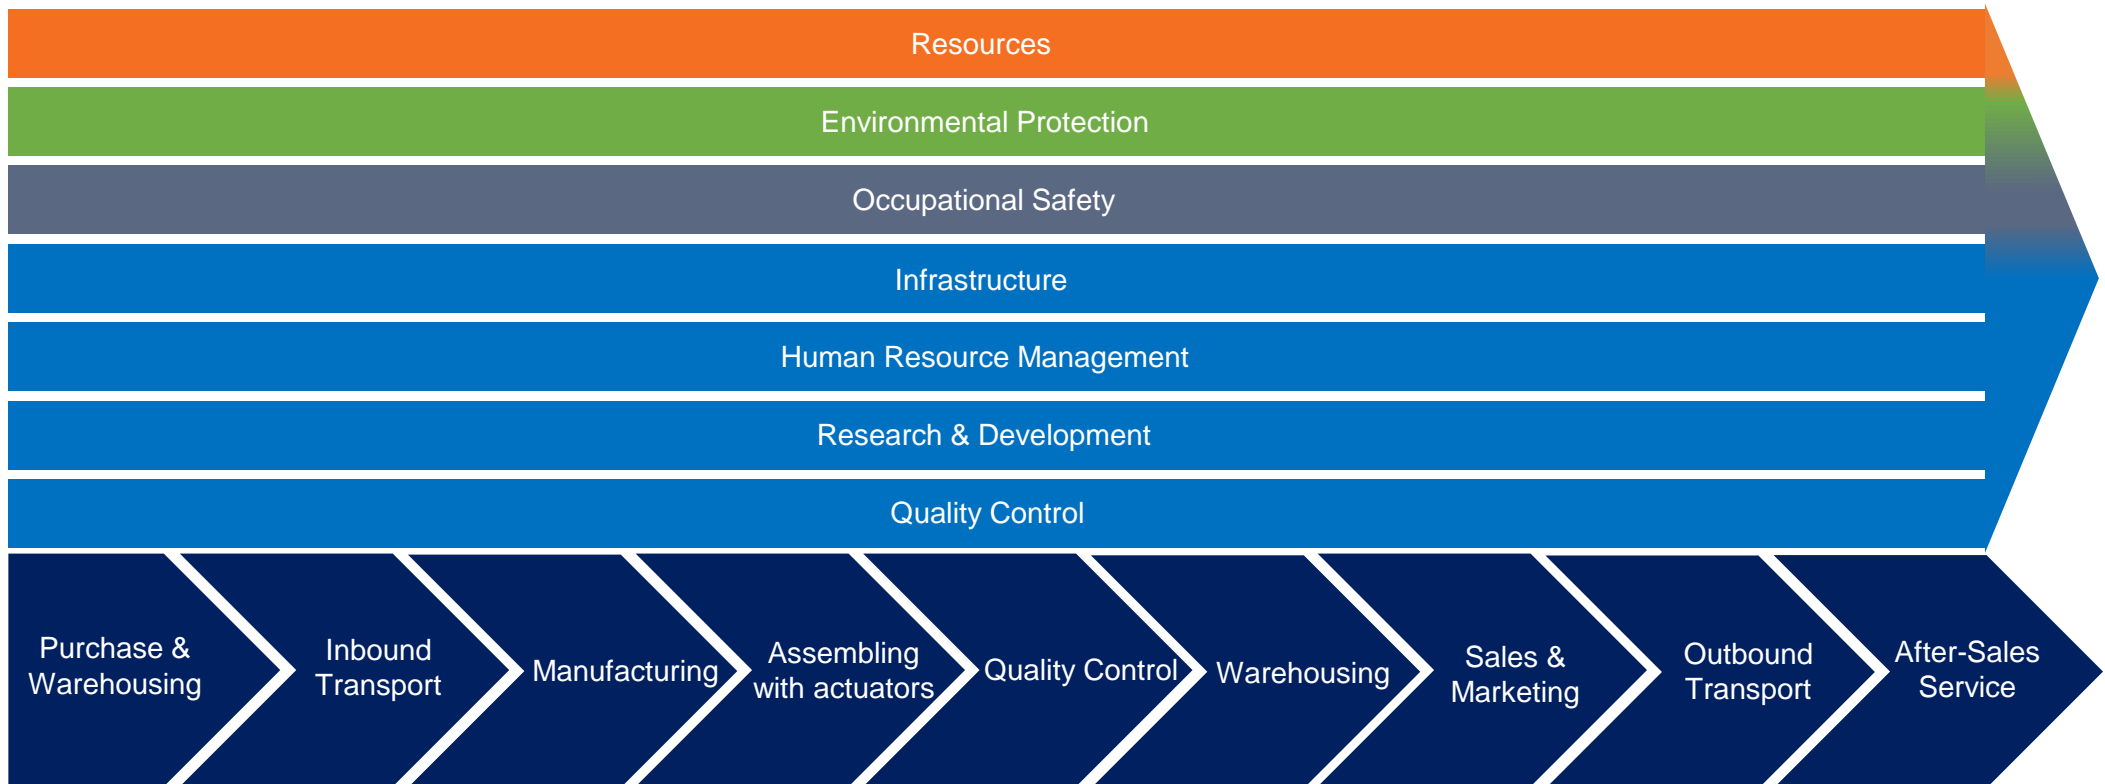 Resources
Environmental Protection
Occupational Safety
Infrastructure
Human Resource Management
Research & Development
Quality Control
Purchase &
Warehousing
Inbound
Transport
Manufacturing
Assembling
with actuators
Quality Control
Warehousing
Sales &
Marketing
Outbound
Transport
After-Sales
Service